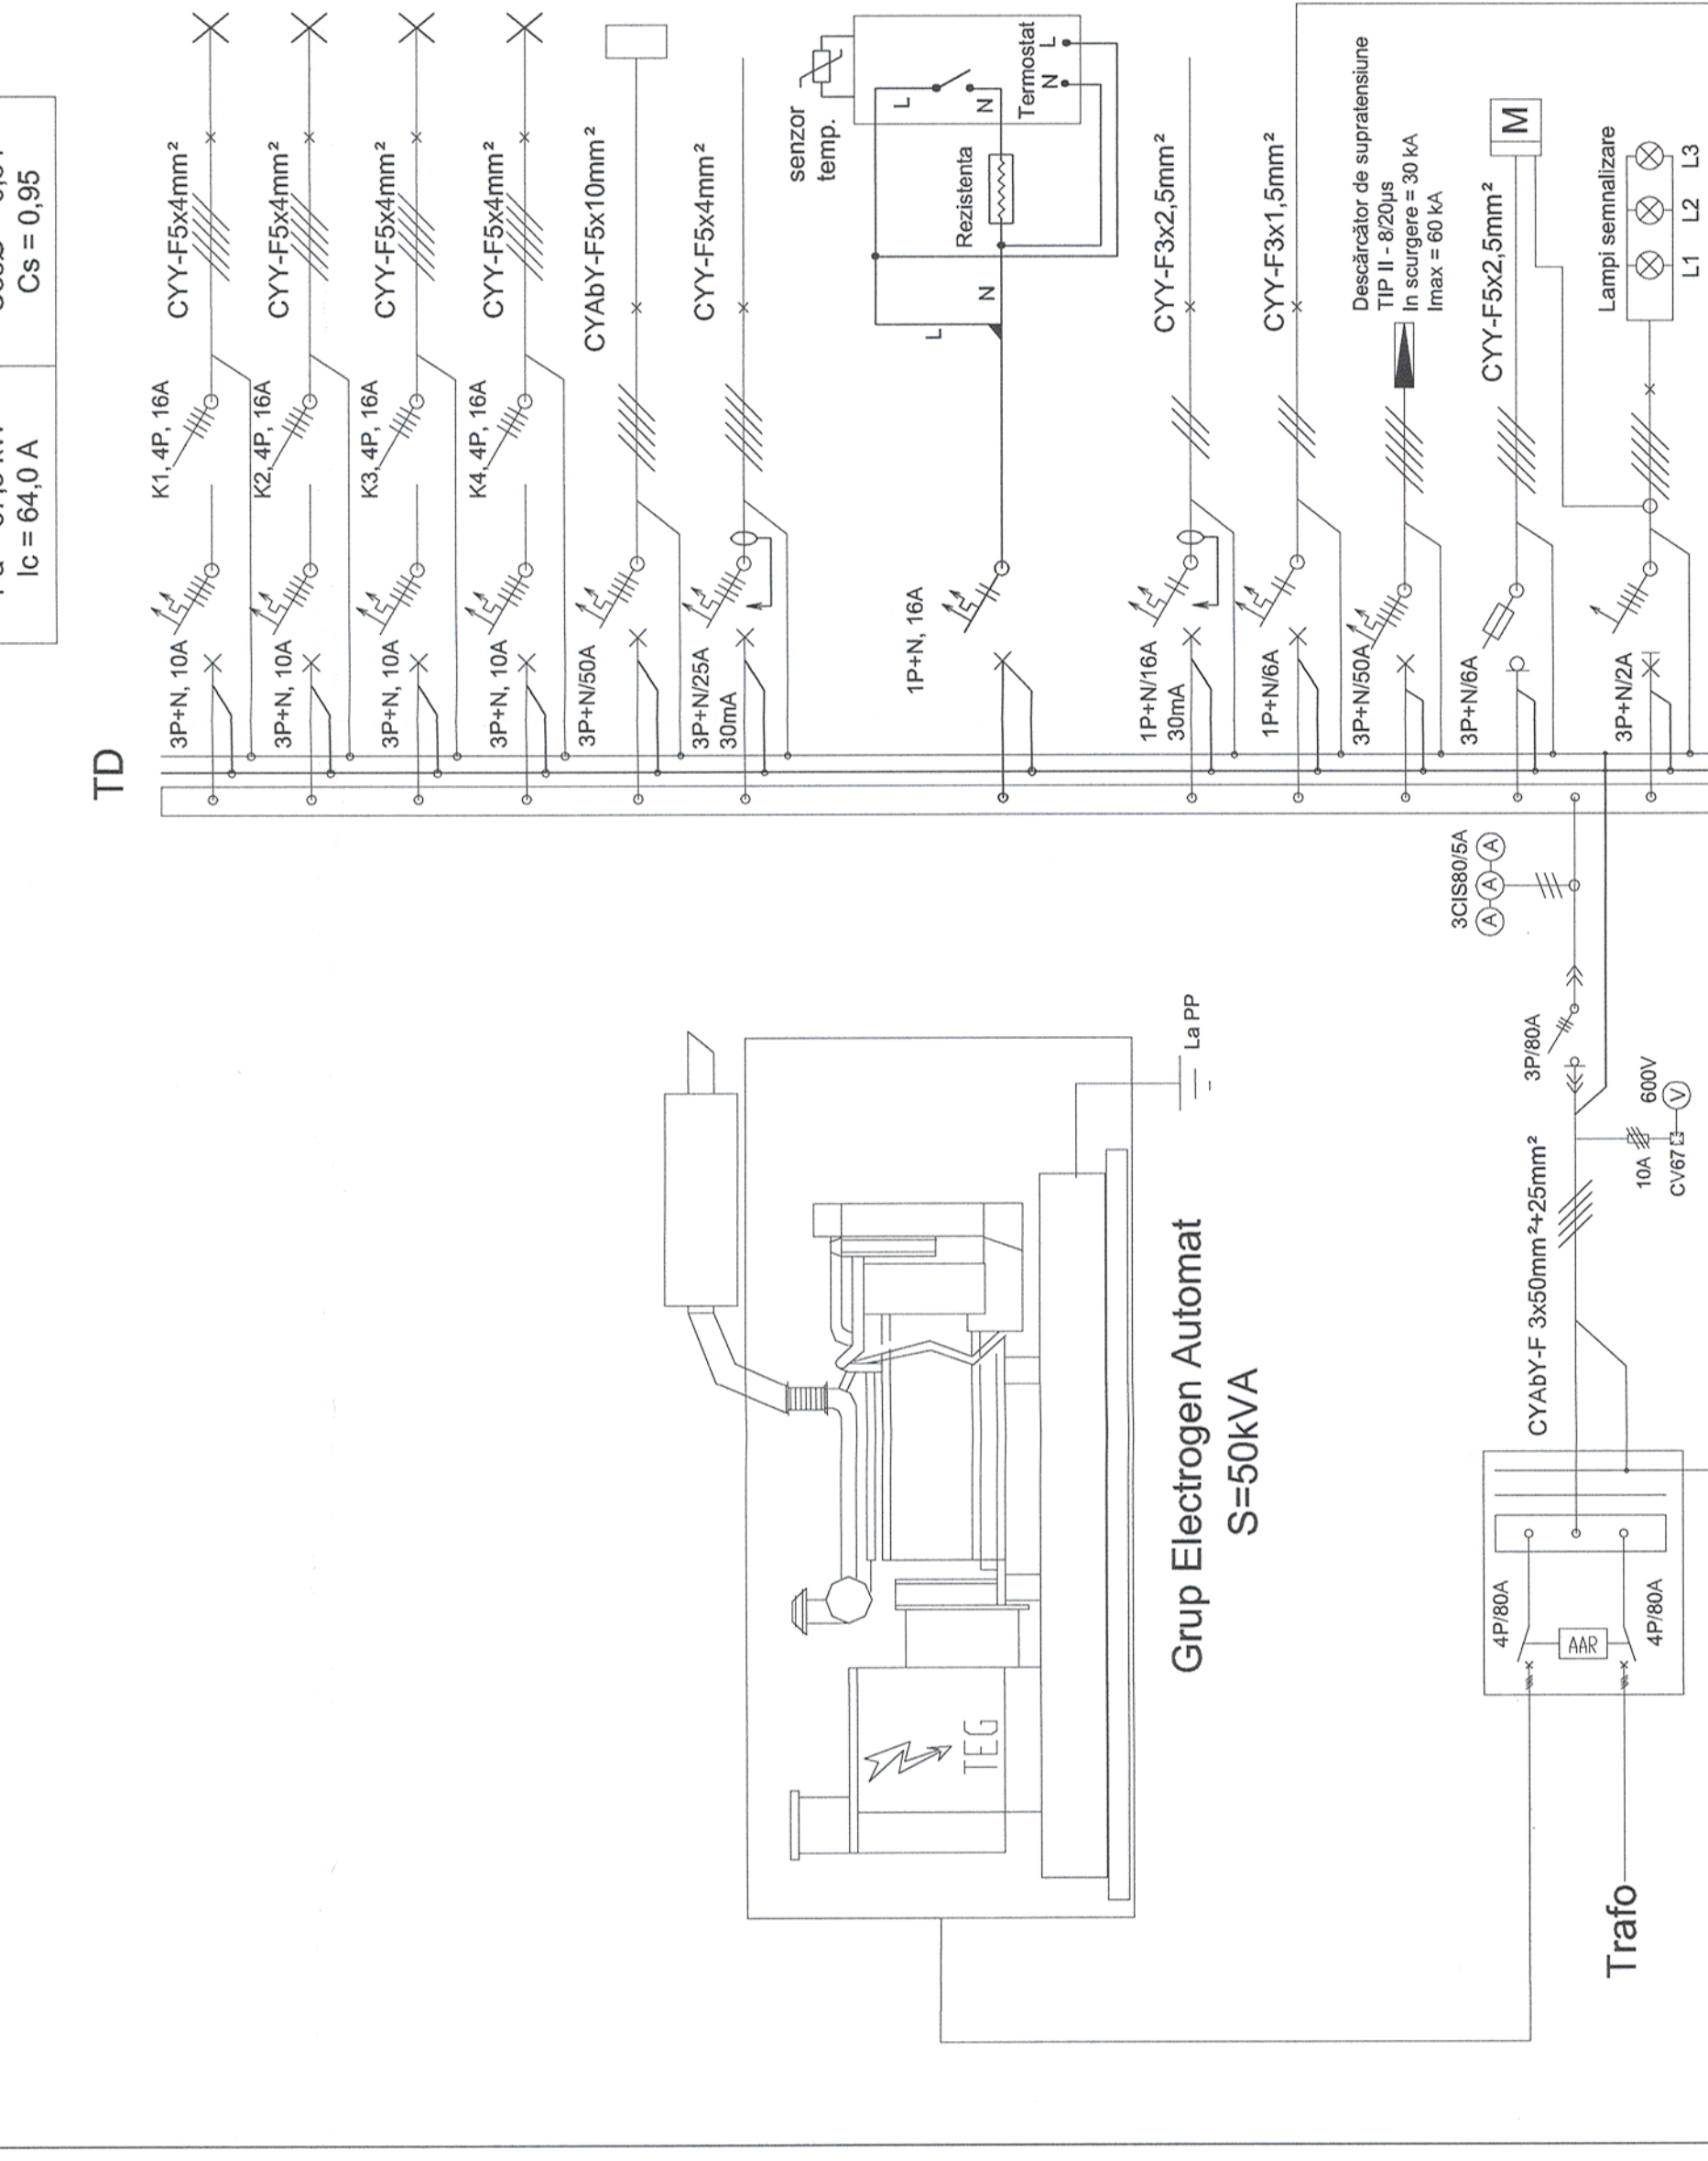 Cs = 0,95
Ic = 64,0 A
TD
K1, 4P, 16A
CYY-F5x4mm²
3P+N, 10A
K2, 4P, 16A
CYY-F5x4mm²
3P+N, 10A
K3, 4P, 16A
CYY-F5x4mm²
3P+N, 10A
K4, 4P, 16A
CYY-F5x4mm²
3P+N, 10A
CYAbY-F5x10mm²
3P+N/50A
CYY-F5x4mm²
3P+N/25A
30mA
senzor
temp.
L
N
Termostat
N
L
Rezistenta
N
L
1P+N, 16A
CYY-F3x2,5mm²
1P+N/16A
30mA
CYY-F3x1,5mm²
1P+N/6A
Descărcător de supratensiune
TIP II - 8/20µs
In scurgere = 30 kA
Imax = 60 kA
3P+N/50A
CYY-F5x2,5mm²
M
3P+N/6A
Lampi semnalizare
L1 L2 L3
3P+N/2A
3CIS80/5A
A A A
3P/80A
600V
V
10A
CV67
CYAbY-F 3x50mm²+25mm²
La PP
TEG
Grup Electrogen Automat
S=50kVA
4P/80A
AAR
4P/80A
Trafo